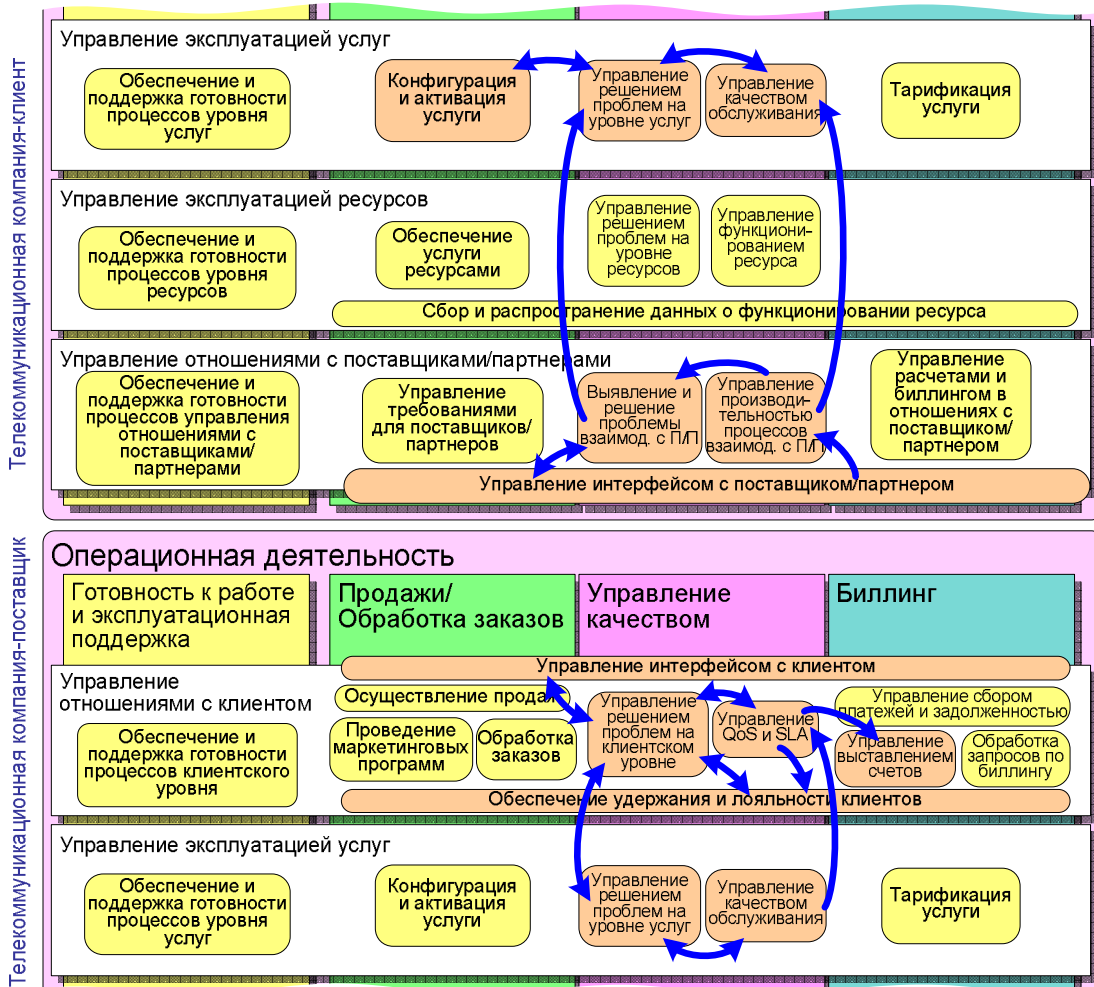 Телекоммуникационная компания-клиент
Управление эксплуатацией услуг
Обеспечение и
поддержка готовности
процессов уровня
услуг
Конфигурация
и активация
услуги
Управление
решением
проблем на
уровне услуг
Управление
качеством
обслуживания
Тарификация
услуги
Управление эксплуатацией ресурсов
Обеспечение и
поддержка готовности
процессов уровня
ресурсов
Обеспечение
услуги
ресурсами
Управление
решением
проблем на
уровне
ресурсов
Управление
функциони-
рованием
ресурса
Сбор и распространение данных о функционировании ресурса
Управление отношениями с поставщиками/партнерами
Обеспечение и
поддержка готовности
процессов управления
отношениями с
поставщиками/
партнерами
Управление
требованиями
для поставщиков/
партнеров
Выявление и
решение
проблемы
взаимод. с П/П
Управление
производи-
тельностью
процессов
взаимод. с П/П
Управление
расчетами и
биллингом в
отношениях с
поставщиком/
партнером
Управление интерфейсом с поставщиком/партнером
Телекоммуникационная компания-поставщик
Операционная деятельность
Готовность к работе
и эксплуатационная
поддержка
Продажи/
Обработка заказов
Управление
качеством
Биллинг
Управление интерфейсом с клиентом
Управление
отношениями с клиентом
Обеспечение и
поддержка готовности
процессов клиентского
уровня
Осуществление продаж
Проведение
маркетинговых
программ
Обработка
заказов
Управление
решением
проблем на
клиентском
уровне
Управление
QoS и SLA
Управление сбором
платежей и задолженностью
Управление
выставлением
счетов
Обработка
запросов по
биллингу
Обеспечение удержания и лояльности клиентов
Управление эксплуатацией услуг
Обеспечение и
поддержка готовности
процессов уровня
услуг
Конфигурация
и активация
услуги
Управление
решением
проблем на
уровне услуг
Управление
качеством
обслуживания
Тарификация
услуги